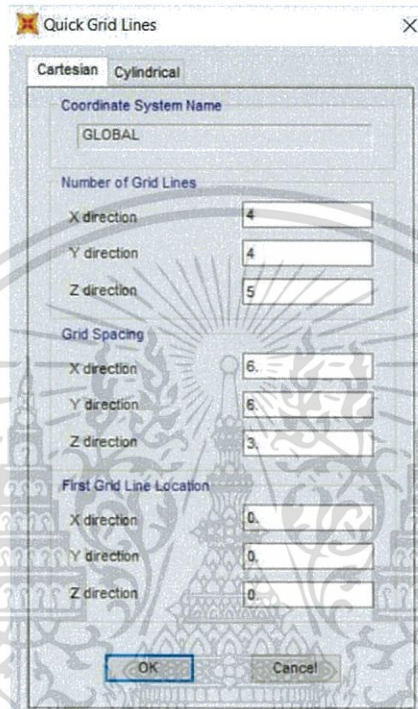 Quick Grid Lines
Cartesian Cylindrical
Coordinate System Name
GLOBAL
Number of Grid Lines
X direction 4
Y direction 4
Z direction 5
Grid Spacing
X direction 6.
Y direction 6.
Z direction 3.
First Grid Line Location
X direction 0.
Y direction 0.
Z direction 0.
OK Cancel